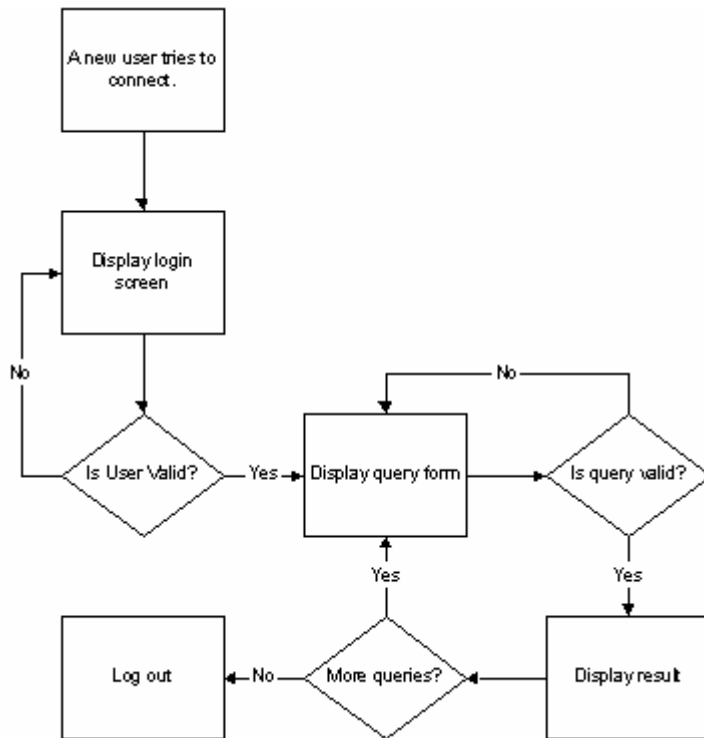 A new user tries to
connect.
Display login
screen
No
No
Is User Valid?
Yes
Display query form
Is query valid?
Yes
Yes
Log out
No
More queries?
Display result